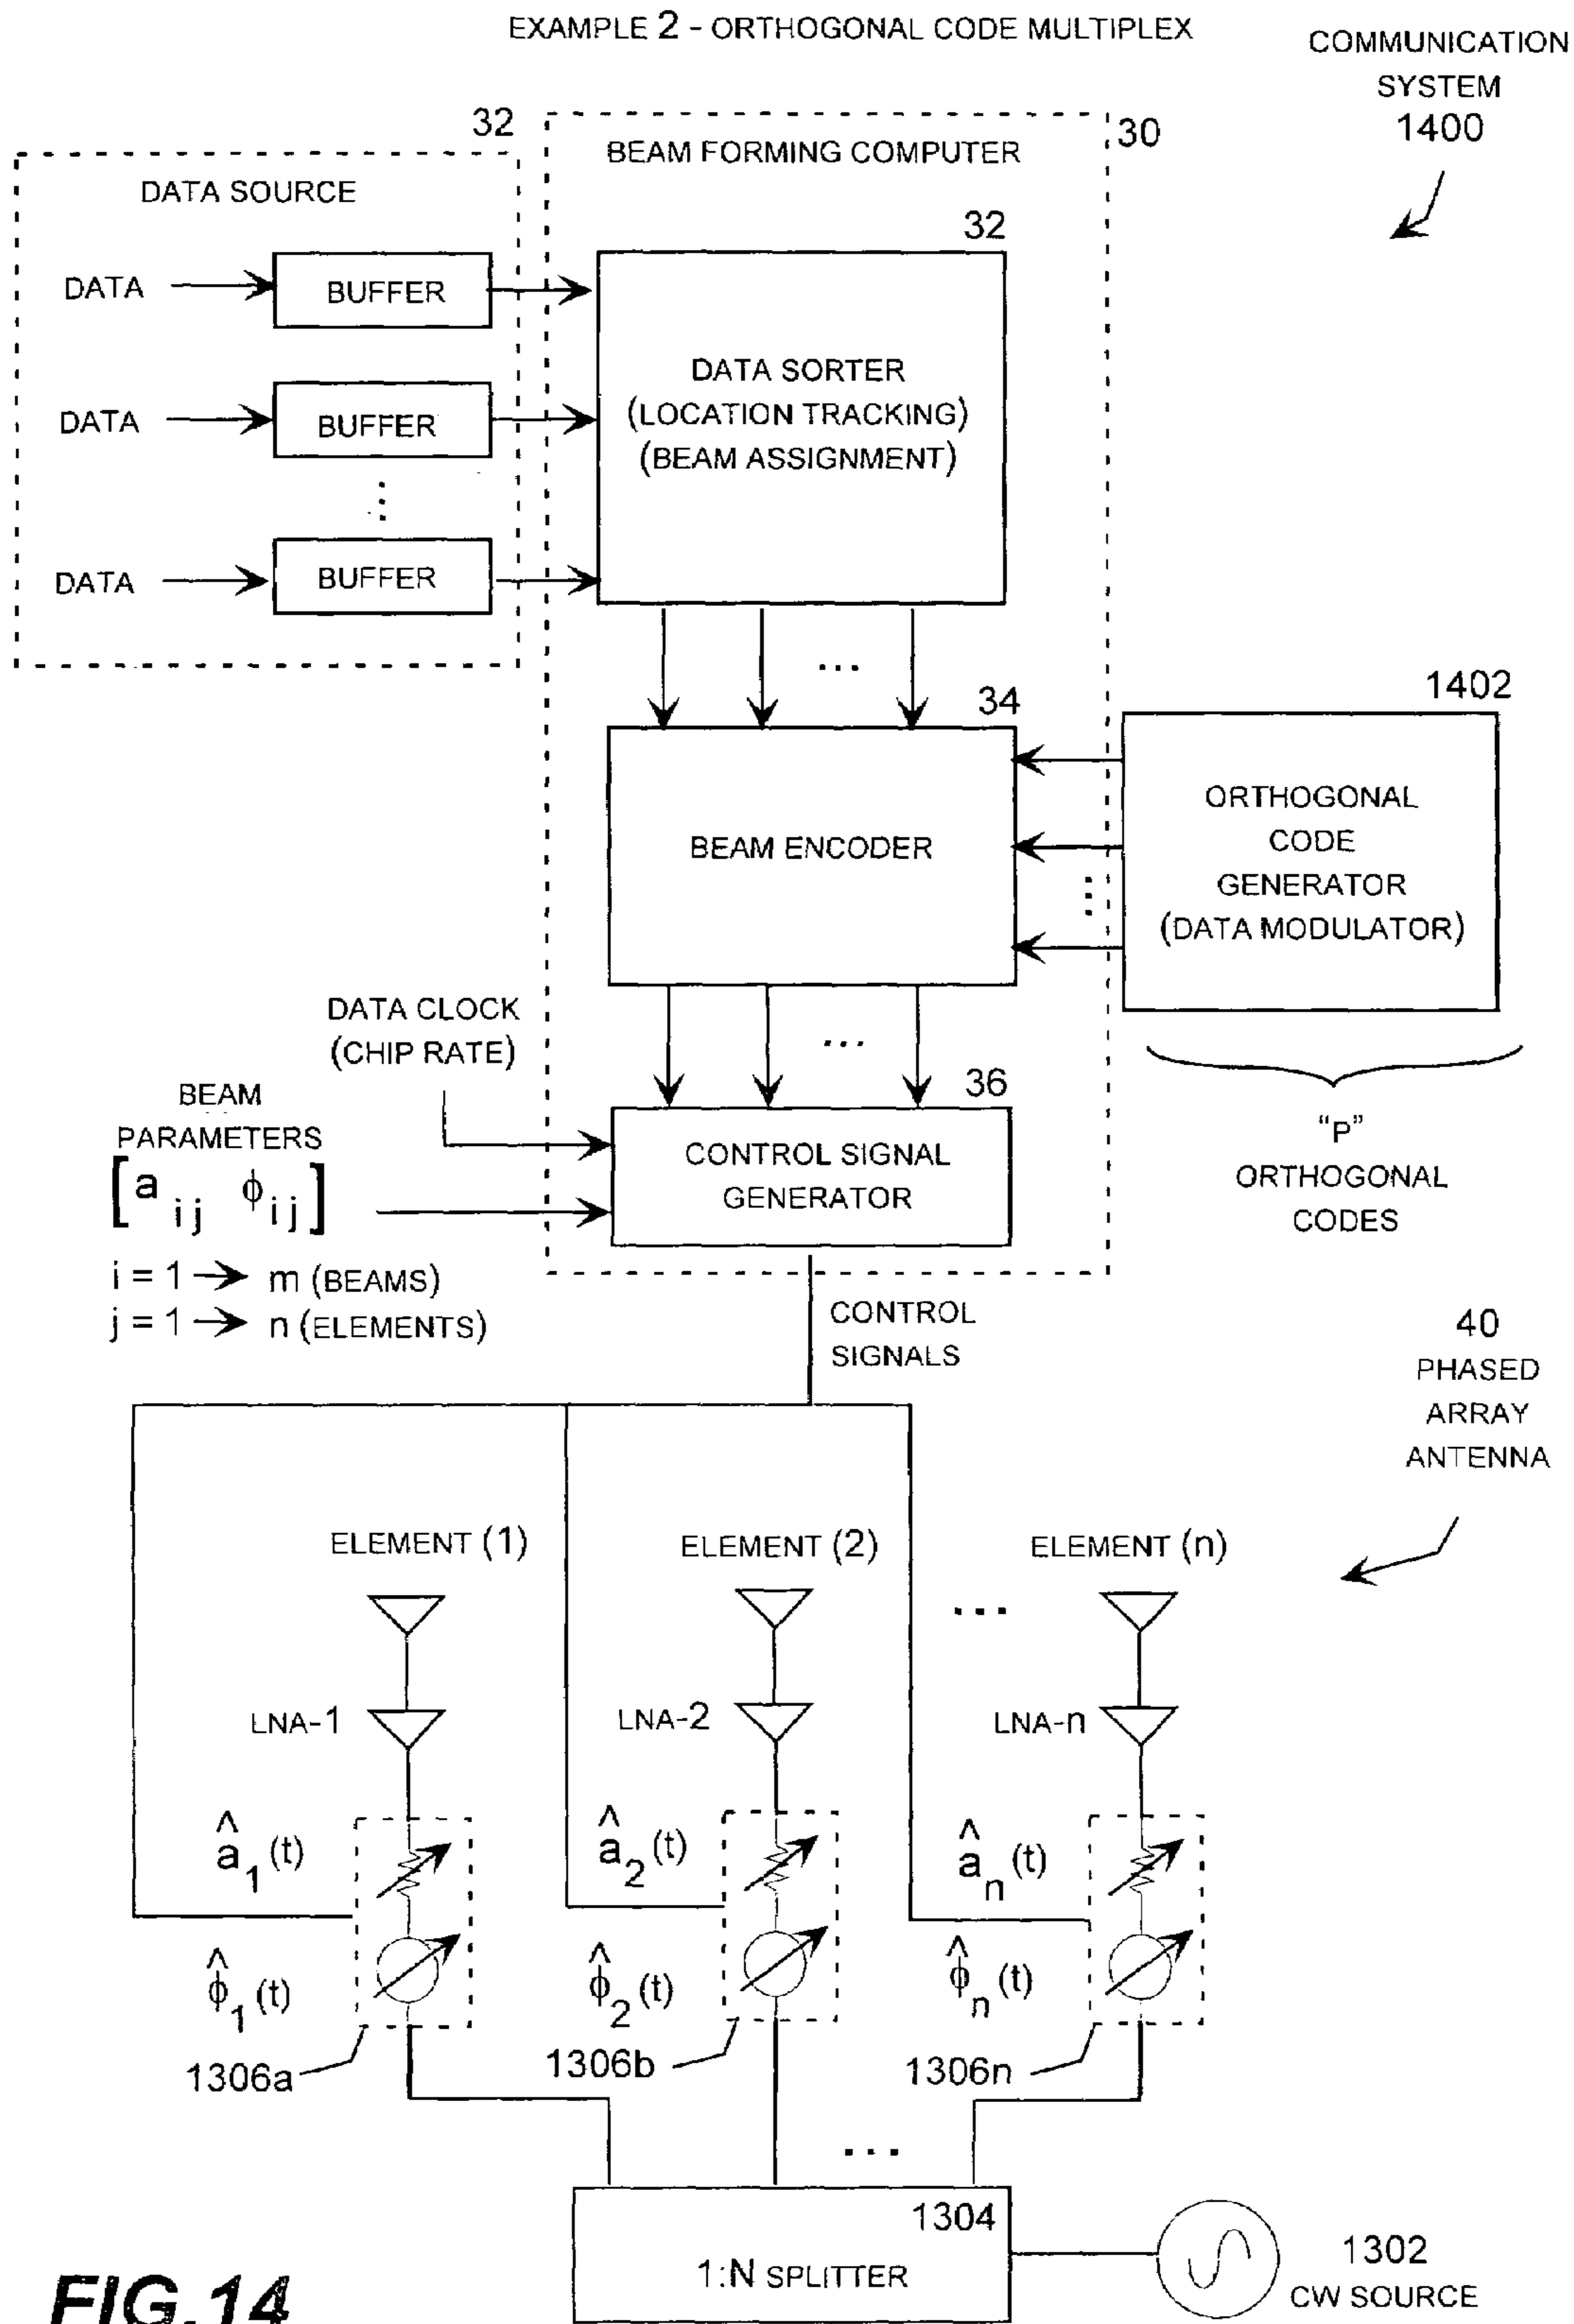 EXAMPLE 2 - ORTHOGONAL CODE MULTIPLEX
COMMUNICATION
SYSTEM
1400
32
30
BEAM FORMING COMPUTER
DATA SOURCE
32
DATA
BUFFER
DATA SORTER
(LOCATION TRACKING)
(BEAM ASSIGNMENT)
DATA
BUFFER
⋮
DATA
BUFFER
...
34
1402
BEAM ENCODER
ORTHOGONAL
CODE
GENERATOR
(DATA MODULATOR)
⋮
DATA CLOCK
(CHIP RATE)
...
36
BEAM
PARAMETERS
[a ij ϕ ij]
CONTROL SIGNAL
GENERATOR
"P"
ORTHOGONAL
CODES
i = 1 → m (BEAMS)
j = 1 → n (ELEMENTS)
CONTROL
SIGNALS
40
PHASED
ARRAY
ANTENNA
ELEMENT (1)
ELEMENT (2)
ELEMENT (n)
...
LNA-1
LNA-2
LNA-n
â1(t)
â2(t)
ân(t)
ϕ̂1(t)
ϕ̂2(t)
ϕ̂n(t)
1306a
1306b
1306n
...
1304
1:N SPLITTER
1302
CW SOURCE
FIG.14